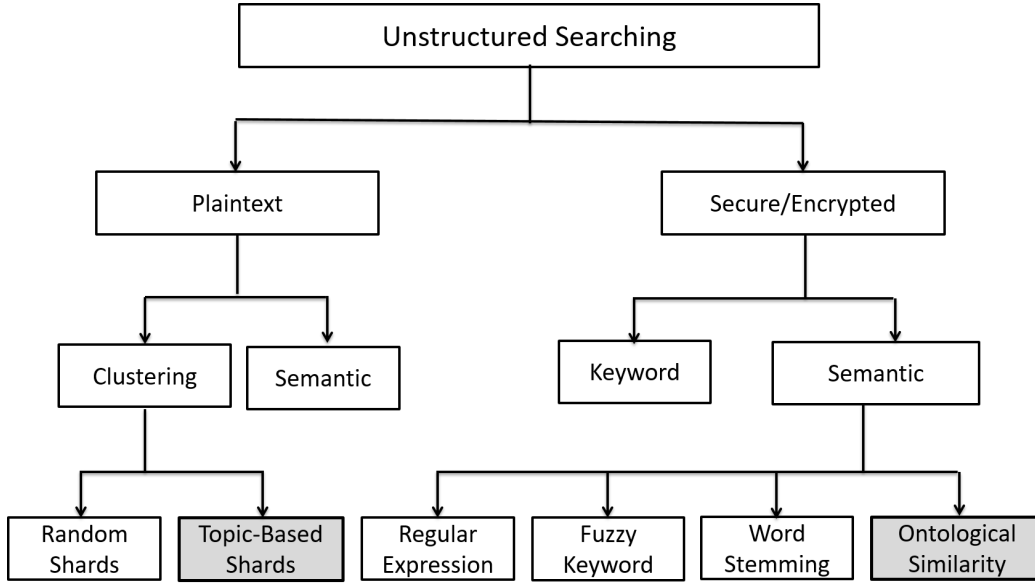 Unstructured Searching
Plaintext
Secure/Encrypted
Clustering
Semantic
Keyword
Semantic
Random
Shards
Topic-Based
Shards
Regular
Expression
Fuzzy
Keyword
Word
Stemming
Ontological
Similarity